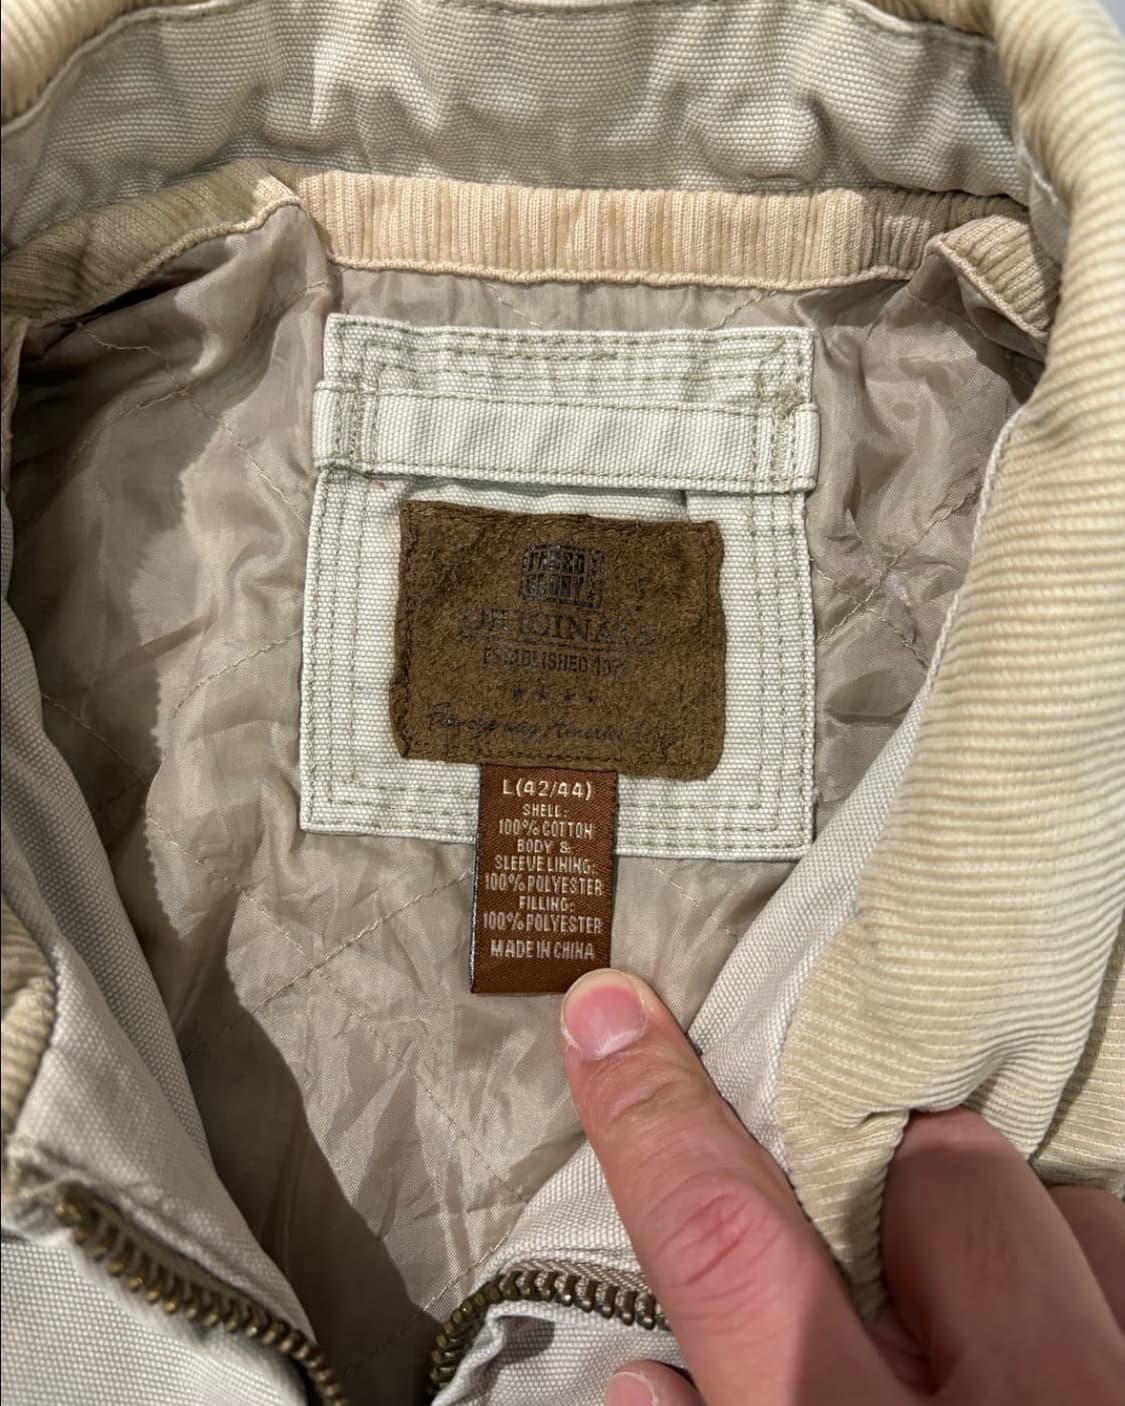 ORIGINALS
ESTABLISHED
L(42/44)
SHELL:
100% COTTON
BODY &
SLEEVE LINING:
100% POLYESTER
FILLING:
100% POLYESTER
MADE IN CHINA